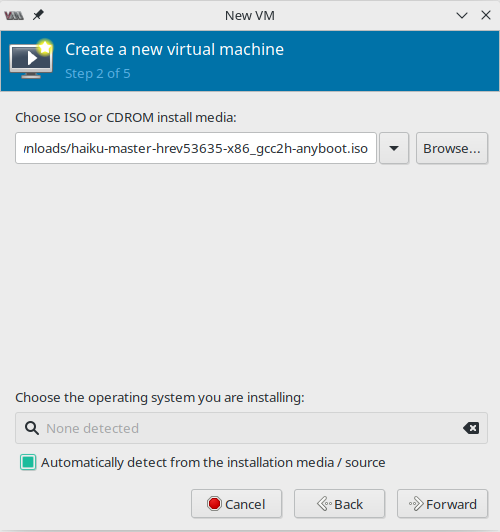 New VM
Create a new virtual machine
Step 2 of 5
Choose ISO or CDROM install media:
nloads/haiku-master-hrev53635-x86_gcc2h-anyboot.iso
Browse...
Choose the operating system you are installing:
None detected
Automatically detect from the installation media / source
Cancel
Back
Forward